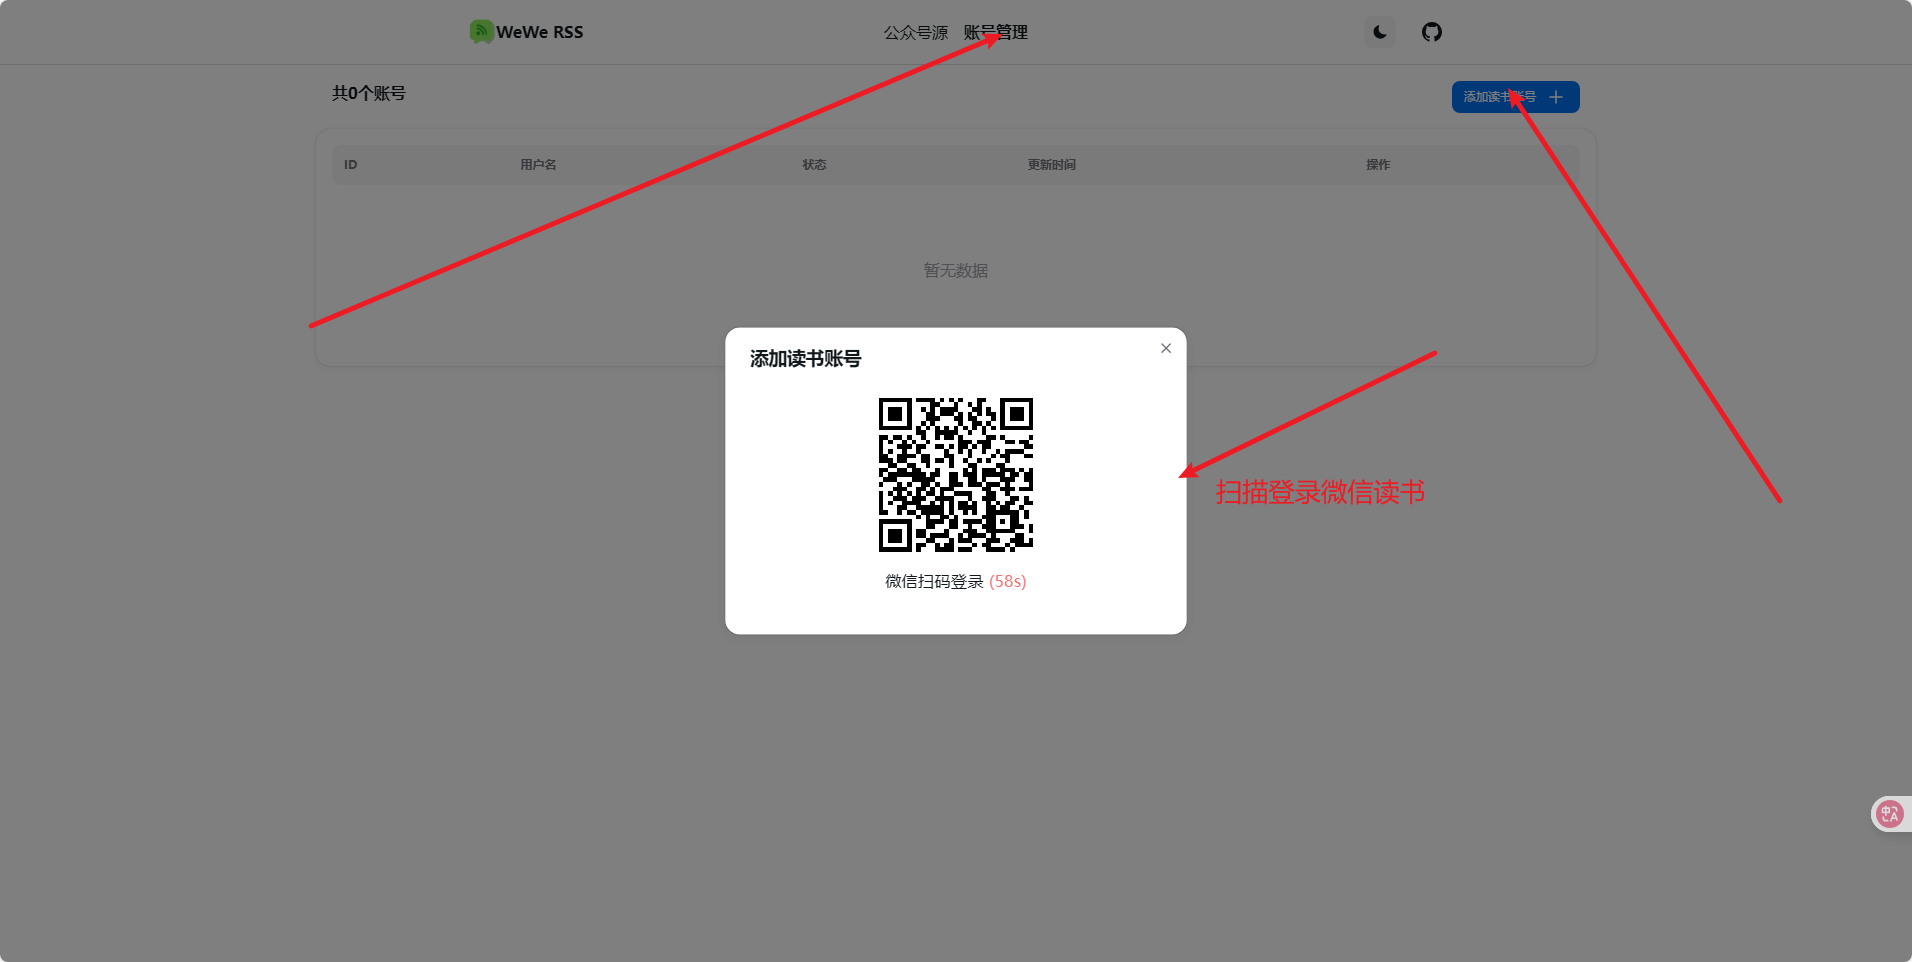 WeWe RSS
公众号源 账号管理
共0个账号
添加读书账号
ID 用户名 状态 更新时间 操作
暂无数据
添加读书账号
扫描登录微信读书
微信扫码登录 (58s)